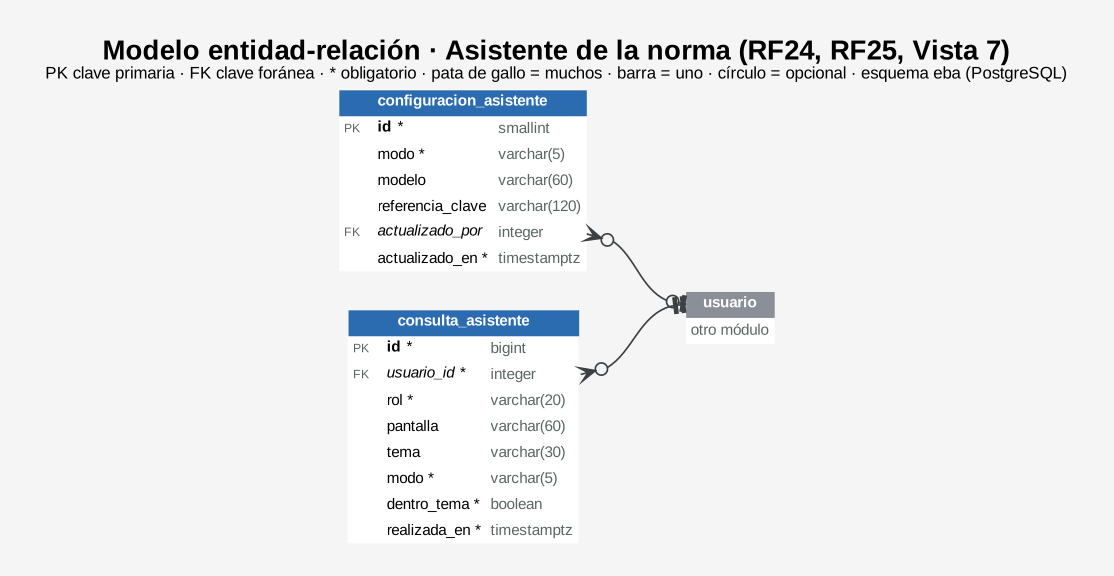 Modelo entidad-relación · Asistente de la norma (RF24, RF25, Vista 7)
PK clave primaria · FK clave foránea · * obligatorio · pata de gallo = muchos · barra = uno · círculo = opcional · esquema eba (PostgreSQL)
configuracion_asistente
PK id * smallint
modo * varchar(5)
modelo varchar(60)
referencia_clave varchar(120)
FK actualizado_por integer
actualizado_en * timestamptz
usuario
otro módulo
consulta_asistente
PK id * bigint
FK usuario_id * integer
rol * varchar(20)
pantalla varchar(60)
tema varchar(30)
modo * varchar(5)
dentro_tema * boolean
realizada_en * timestamptz